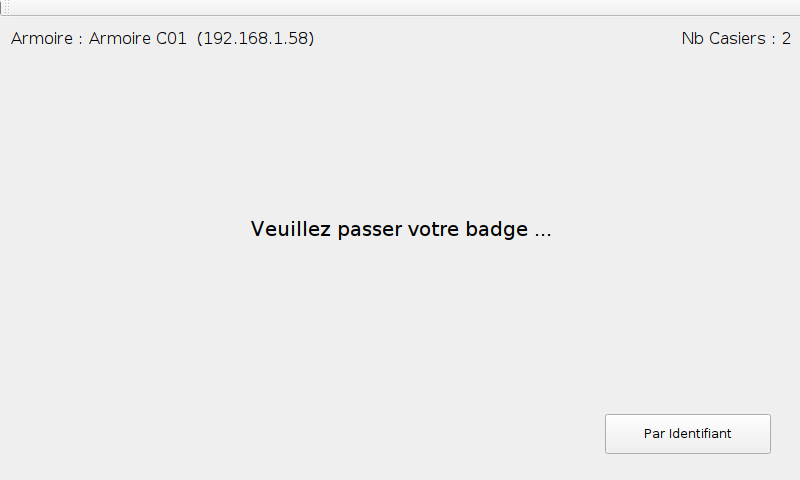 Armoire : Armoire C01  (192.168.1.58)
Nb Casiers : 2
Veuillez passer votre badge ...
Par Identifiant